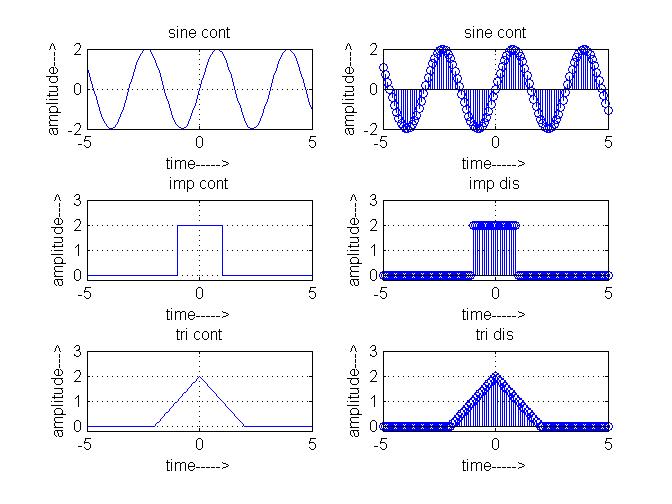 sine cont
amplitude--->
2
0
-2
-5
0
5
time----->
sine cont
amplitude--->
2
0
-2
-5
0
5
time----->
imp cont
amplitude--->
3
2
1
0
-5
0
5
time----->
imp dis
amplitude--->
3
2
1
0
-5
0
5
time----->
tri cont
amplitude--->
3
2
1
0
-5
0
5
time----->
tri dis
amplitude--->
3
2
1
0
-5
0
5
time----->